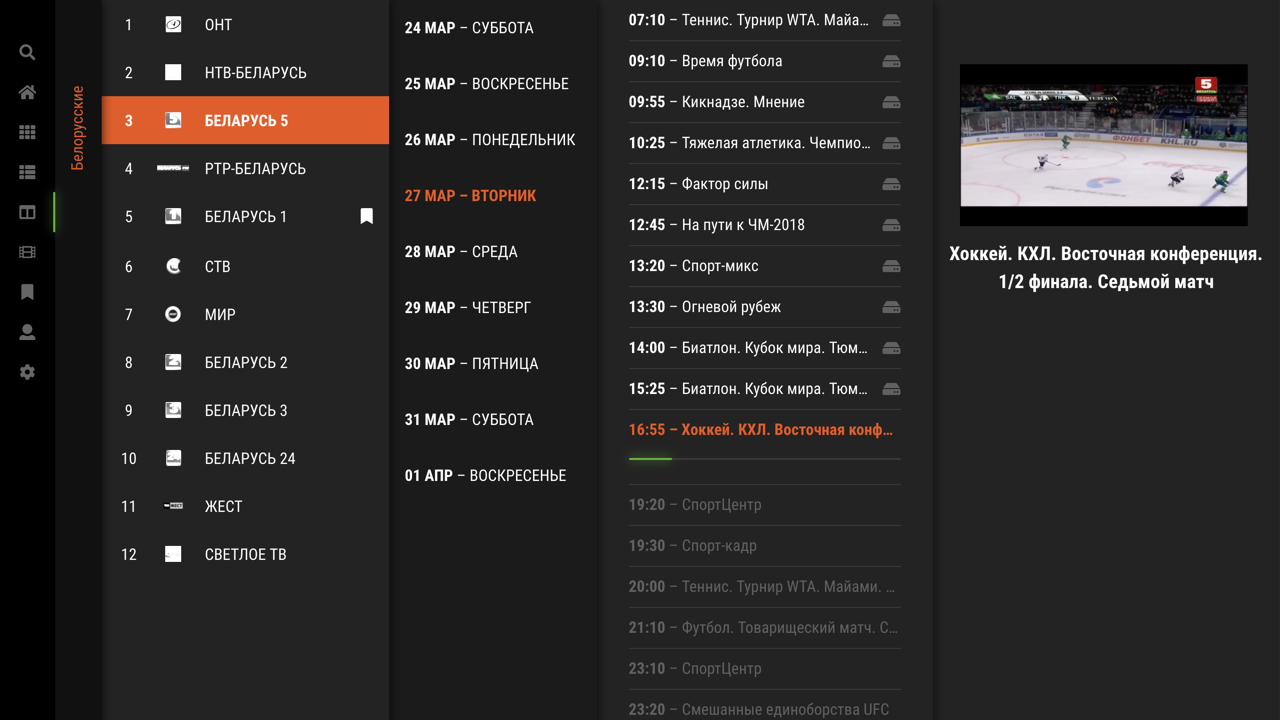 Белорусские
1 ОНТ
2 НТВ-БЕЛАРУСЬ
3 БЕЛАРУСЬ 5
4 РТР-БЕЛАРУСЬ
5 БЕЛАРУСЬ 1
6 СТВ
7 МИР
8 БЕЛАРУСЬ 2
9 БЕЛАРУСЬ 3
10 БЕЛАРУСЬ 24
11 ЖЕСТ
12 СВЕТЛОЕ ТВ
24 МАР – СУББОТА
25 МАР – ВОСКРЕСЕНЬЕ
26 МАР – ПОНЕДЕЛЬНИК
27 МАР – ВТОРНИК
28 МАР – СРЕДА
29 МАР – ЧЕТВЕРГ
30 МАР – ПЯТНИЦА
31 МАР – СУББОТА
01 АПР – ВОСКРЕСЕНЬЕ
07:10 – Теннис. Турнир WTA. Майа…
09:10 – Время футбола
09:55 – Кикнадзе. Мнение
10:25 – Тяжелая атлетика. Чемпио…
12:15 – Фактор силы
12:45 – На пути к ЧМ-2018
13:20 – Спорт-микс
13:30 – Огневой рубеж
14:00 – Биатлон. Кубок мира. Тюм…
15:25 – Биатлон. Кубок мира. Тюм…
16:55 – Хоккей. КХЛ. Восточная конф…
19:20 – СпортЦентр
19:30 – Спорт-кадр
20:00 – Теннис. Турнир WTA. Майами. …
21:10 – Футбол. Товарищеский матч. С…
23:10 – СпортЦентр
23:20 – Смешанные единоборства UFC
5
ФОНБЕТ KHL.RU
Хоккей. КХЛ. Восточная конференция.
1/2 финала. Седьмой матч